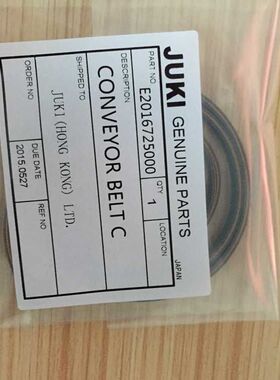 JUKI GENUINE PARTS
JAPAN
PART NO
QTY
LOCATION
E2016725000
1
DESCRIPTION
CONVEYOR BELT C
SHIPPED TO
JUKI (HONG KONG) LTD.
ORDER NO
DUE DATE
REF NO
2015.0527